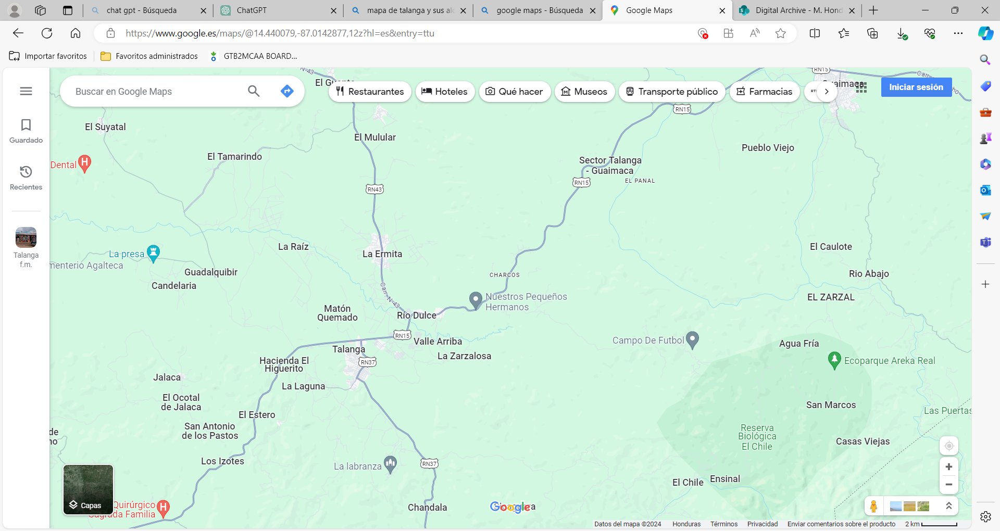 chat gpt - Búsqueda
ChatGPT
mapa de talanga y sus al
google maps - Búsqueda
Google Maps
Digital Archive - M. Hond
https://www.google.es/maps/@14.440079,-87.0142877,12z?hl=es&entry=ttu
Importar favoritos
Favoritos administrados
GTB2MCAA BOARD...
Buscar en Google Maps
Restaurantes
Hoteles
Qué hacer
Museos
Transporte público
Farmacias
Iniciar sesión
Guardado
Recientes
Talanga
f.m.
N-43
RN15
Guaimaca
El Suyatal
El Mulular
RN15
Pueblo Viejo
El Tamarindo
Dental
Sector Talanga
- Guaimaca
EL PANAL
RN15
RN43
La Raíz
La Ermita
El Caulote
La presa
menterio Agalteca
Guadalquibir
Candelaria
CHARCOS
Rio Abajo
Carr. N-43
Nuestros Pequeños
Hermanos
EL ZARZAL
Matón
Quemado
Río Dulce
RN15
Valle Arriba
Campo De Futbol
Agua Fría
Talanga
La Zarzalosa
RN37
Hacienda El
Higuerito
Ecoparque Areka Real
Jalaca
La Laguna
El Ocotal
de Jalaca
San Marcos
Las Puertas
El Estero
San Antonio
de los Pastos
de
no
Reserva
Biológica
El Chile
Casas Viejas
Los Izotes
La labranza
RN37
El Chile
Ensinal
Capas
Quirúrgico
Sagrada Familia
Chandala
Google
Datos del mapa ©2024
Honduras
Términos
Privacidad
Enviar comentarios sobre el producto
2 km